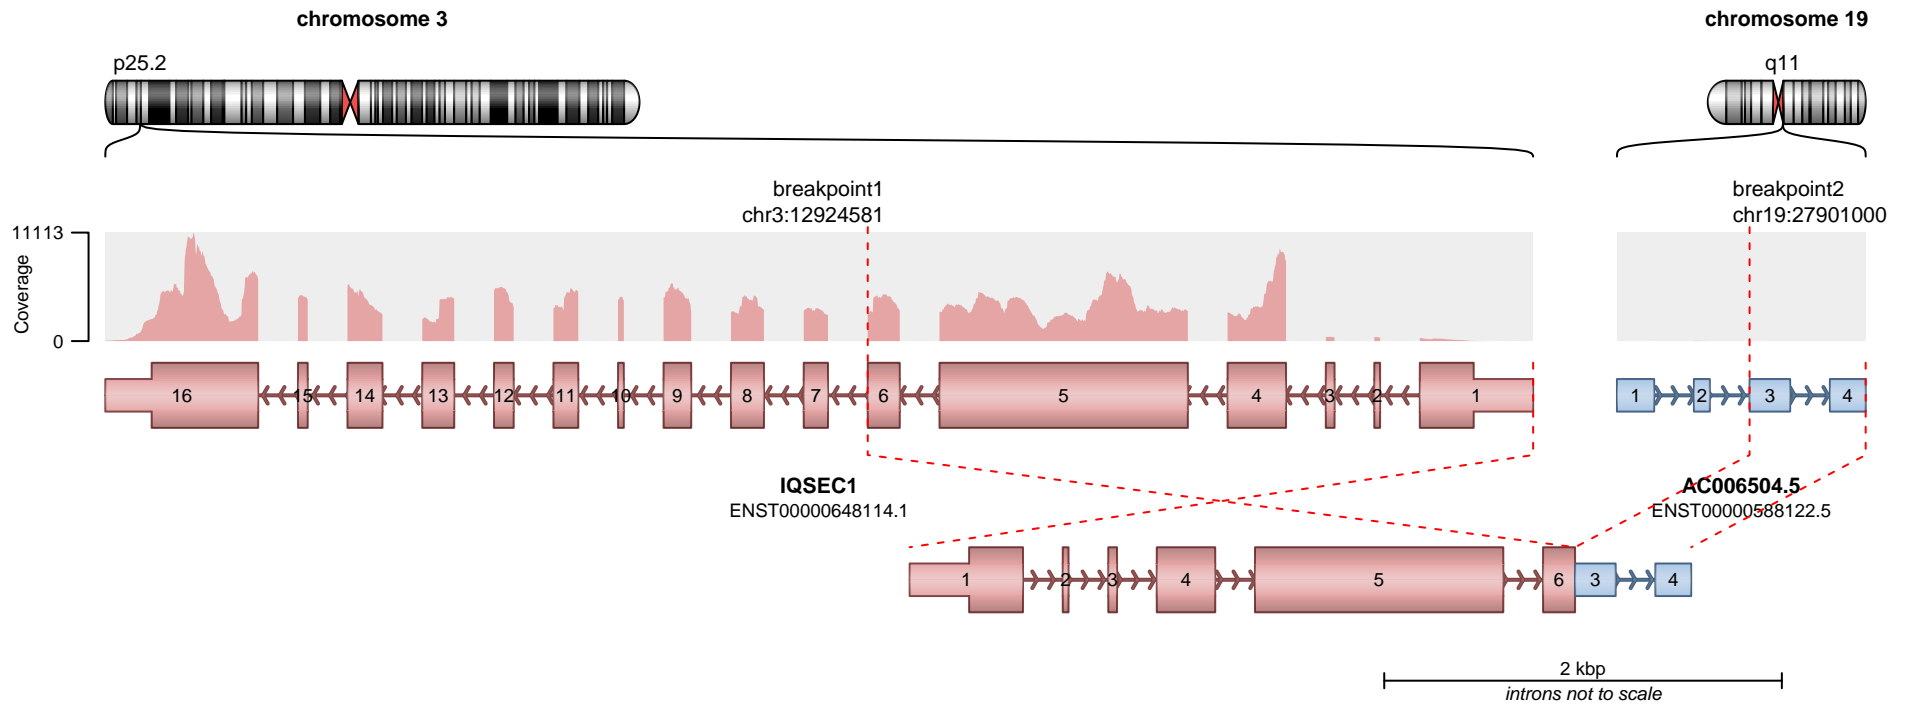 chromosome 3
chromosome 19
p25.2
q11
breakpoint1
chr3:12924581
breakpoint2
chr19:27901000
11113
Coverage
0
16 15 14 13 12 11 10 9 8 7 6 5 4 3 2 1
1 2 3 4
IQSEC1
ENST00000648114.1
AC006504.5
ENST00000588122.5
1 2 3 4 5 6 3 4
2 kbp
introns not to scale